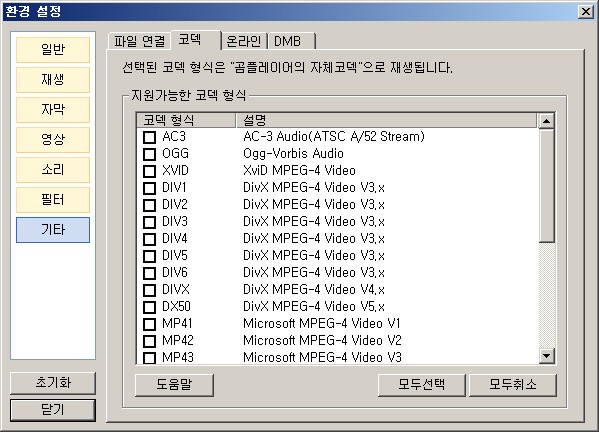 환경 설정
일반
재생
자막
영상
소리
필터
기타
초기화
닫기
파일 연결 코덱 온라인 DMB
선택된 코덱 형식은 "곰플레이어의 자체코덱"으로 재생됩니다.
지원가능한 코덱 형식
코덱 형식 설명
AC3 AC-3 Audio(ATSC A/52 Stream)
OGG Ogg-Vorbis Audio
XVID XviD MPEG-4 Video
DIV1 DivX MPEG-4 Video V3.x
DIV2 DivX MPEG-4 Video V3.x
DIV3 DivX MPEG-4 Video V3.x
DIV4 DivX MPEG-4 Video V3.x
DIV5 DivX MPEG-4 Video V3.x
DIV6 DivX MPEG-4 Video V3.x
DIVX DivX MPEG-4 Video V4.x
DX50 DivX MPEG-4 Video V5.x
MP41 Microsoft MPEG-4 Video V1
MP42 Microsoft MPEG-4 Video V2
MP43 Microsoft MPEG-4 Video V3
도움말 모두선택 모두취소